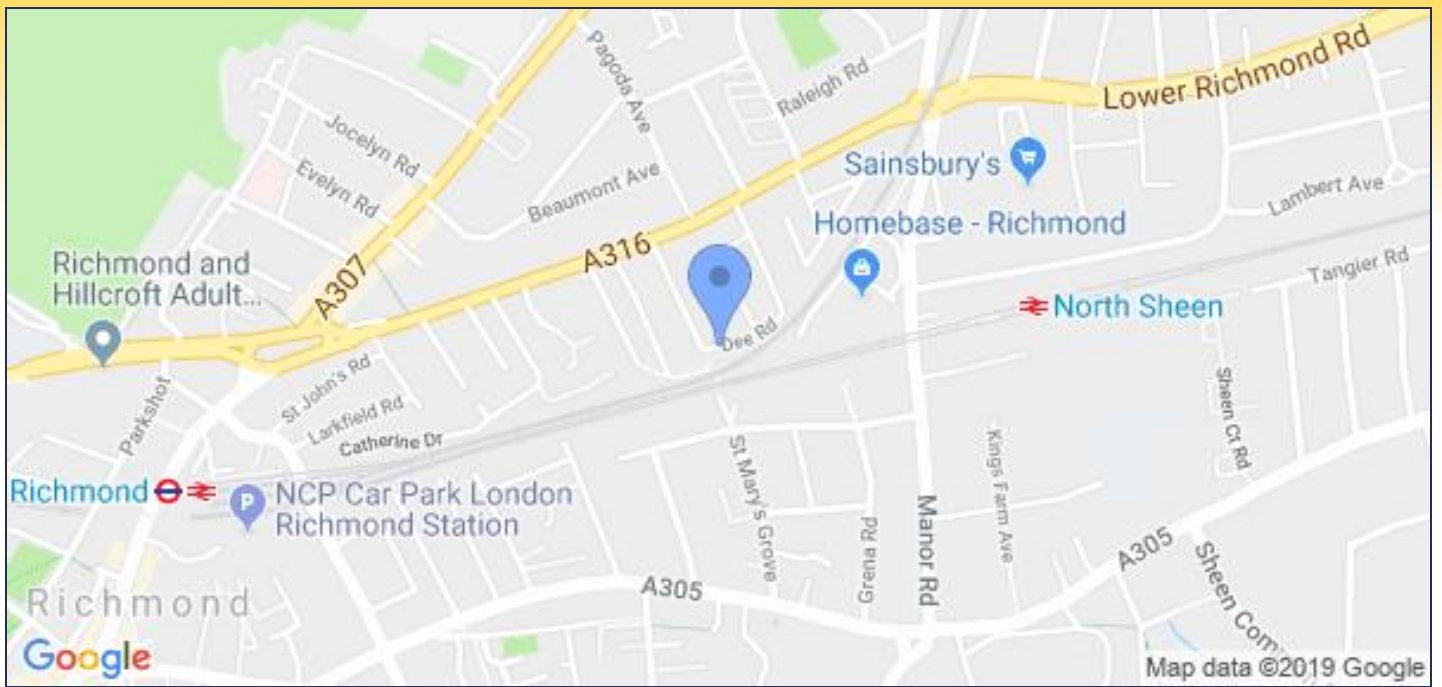 Pagoda Ave
Raleigh Rd
Lower Richmond Rd
Jocelyn Rd
Evelyn Rd
Beaumont Ave
Sainsbury's
Lambert Ave
Homebase - Richmond
A316
A307
Richmond and
Hillcroft Adult...
Tangier Rd
North Sheen
Dee Rd
St John's Rd
Larkfield Rd
Catherine Dr
Parkshot
Sheen Ct Rd
Kings Farm Ave
St Mary's Grove
Richmond
P
NCP Car Park London
Richmond Station
Manor Rd
Grena Rd
A305
A305
Sheen Com
Richmond
Google
Map data ©2019 Google